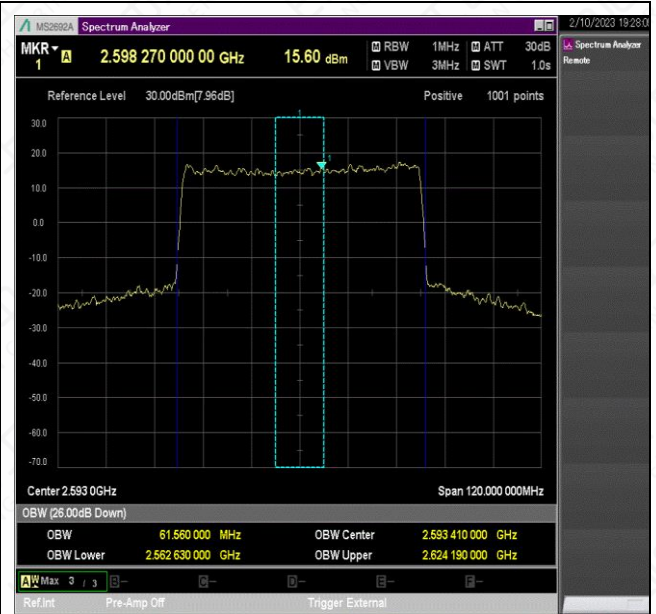 MS2692A Spectrum Analyzer
2/10/2023 19:28:0
MKR 1 A 2.598 270 000 00 GHz 15.60 dBm
M RBW 1MHz M ATT 30dB
M VBW 3MHz M SWT 1.0s
Spectrum Analyzer
Remote
Reference Level 30.00dBm[7.96dB] Positive 1001 points
1
30.0
20.0
1
10.0
0.0
-10.0
-20.0
-30.0
-40.0
-50.0
-60.0
-70.0
Center 2.593 0GHz Span 120.000 000MHz
OBW (26.00dB Down)
OBW 61.560 000 MHz OBW Center 2.593 410 000 GHz
OBW Lower 2.562 630 000 GHz OBW Upper 2.624 190 000 GHz
A W Max 3 / 3 B- C- D- E- F-
Ref.Int Pre-Amp Off Trigger External